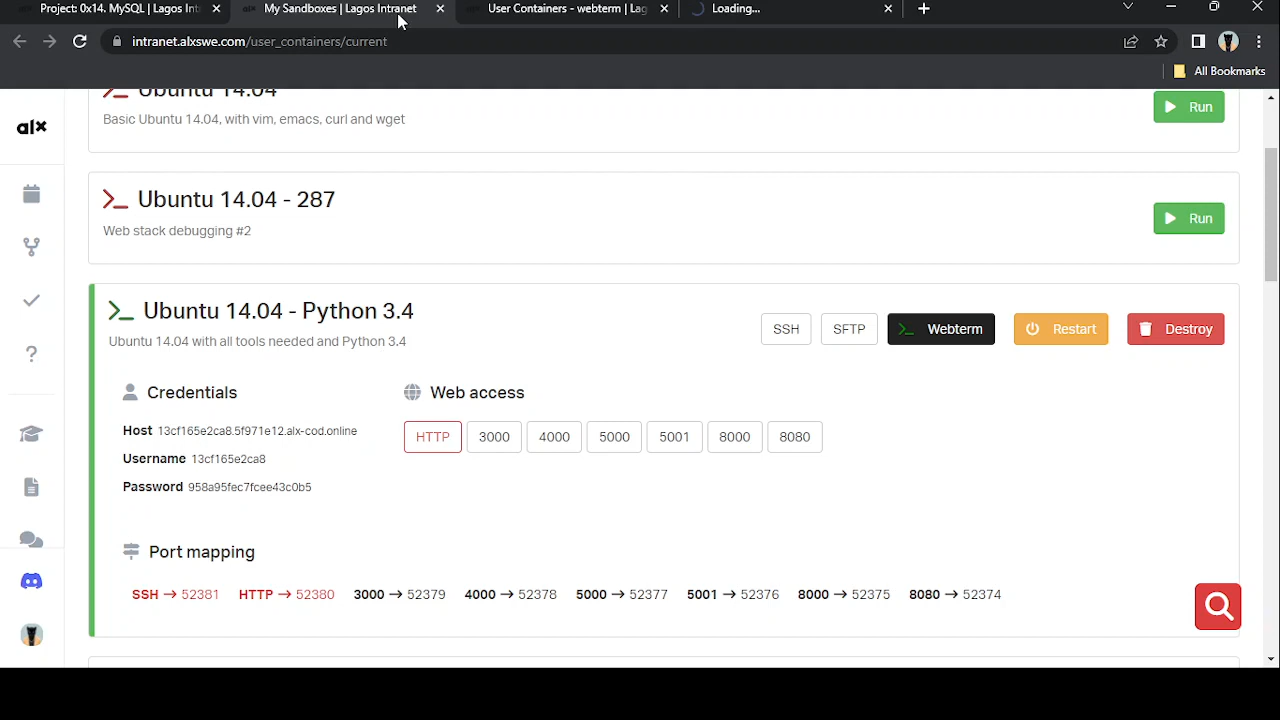 Project: 0x14. MySQL | Lagos Int
My Sandboxes | Lagos Intranet
User Containers - webterm | Lag
Loading...
intranet.alxswe.com/user_containers/current
All Bookmarks
alx
Ubuntu 14.04
Basic Ubuntu 14.04, with vim, emacs, curl and wget
Run
Ubuntu 14.04 - 287
Web stack debugging #2
Run
Ubuntu 14.04 - Python 3.4
Ubuntu 14.04 with all tools needed and Python 3.4
SSH
SFTP
Webterm
Restart
Destroy
Credentials
Host 13cf165e2ca8.5f971e12.alx-cod.online
Username 13cf165e2ca8
Password 958a95fec7fcee43c0b5
Web access
HTTP 3000 4000 5000 5001 8000 8080
Port mapping
SSH → 52381 HTTP → 52380 3000 → 52379 4000 → 52378 5000 → 52377 5001 → 52376 8000 → 52375 8080 → 52374